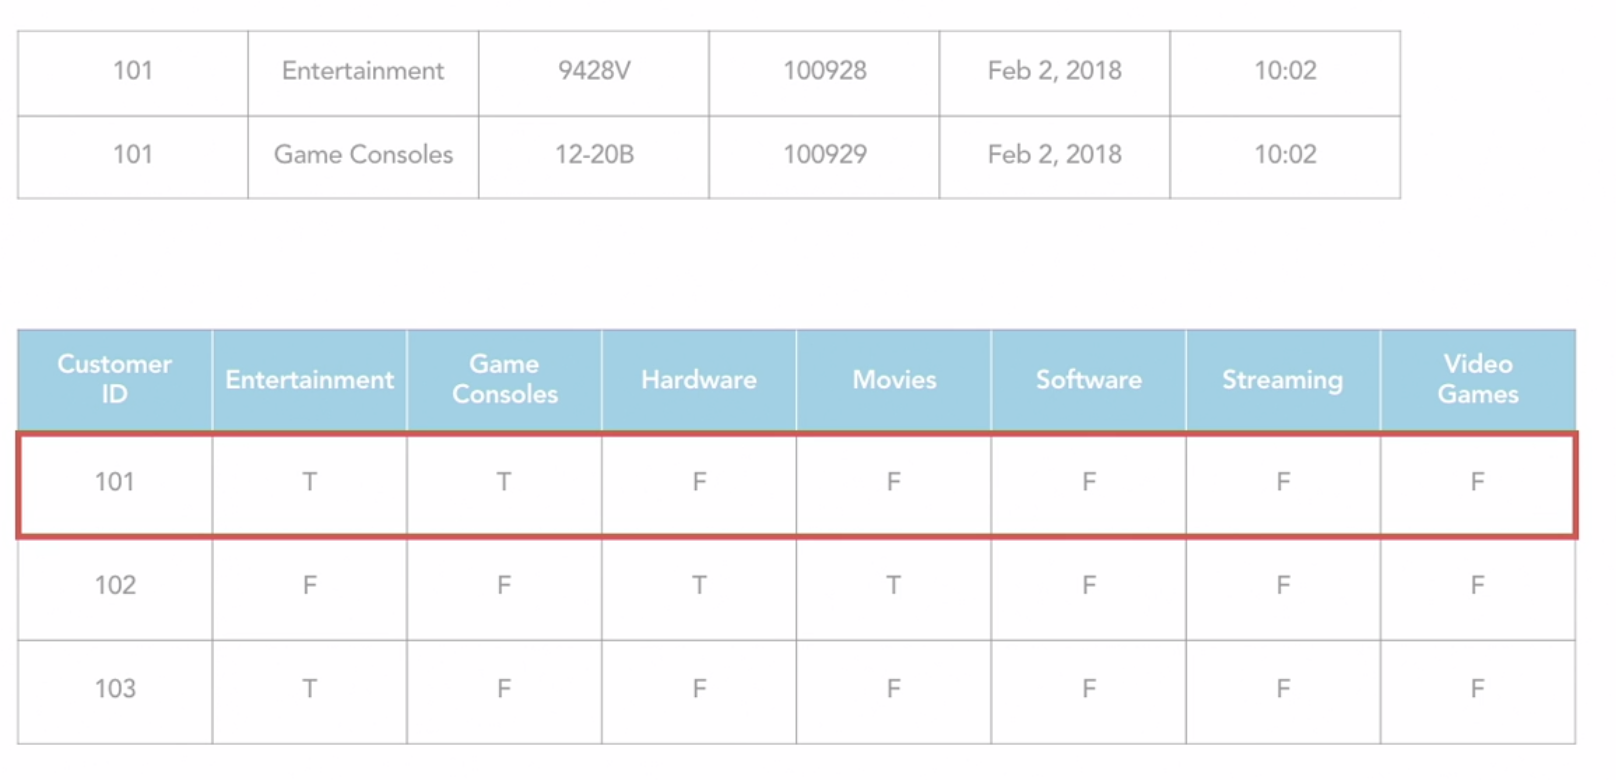 101 Entertainment 9428V 100928 Feb 2, 2018 10:02
101 Game Consoles 12-20B 100929 Feb 2, 2018 10:02
Customer ID Entertainment Game Consoles Hardware Movies Software Streaming Video Games
101 T T F F F F F
102 F F T T F F F
103 T F F F F F F